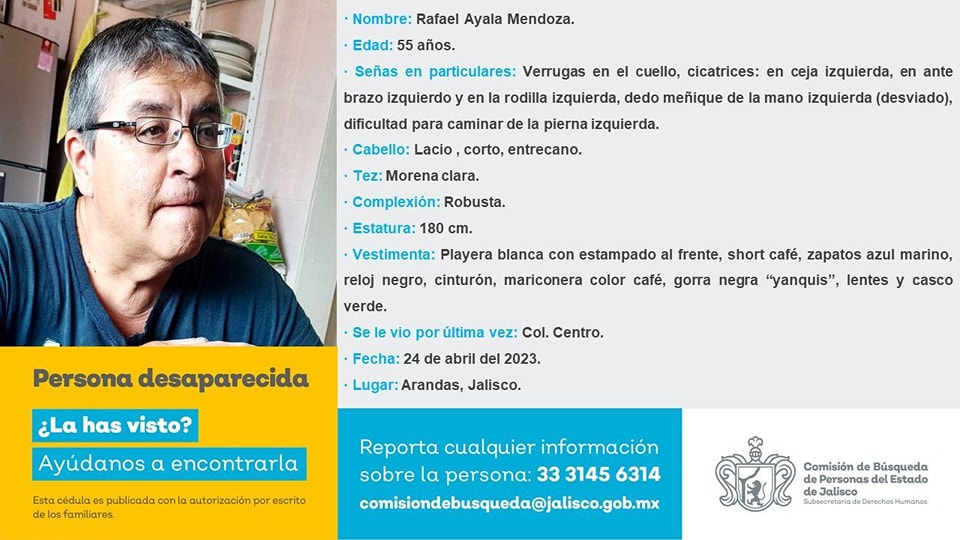 · Nombre: Rafael Ayala Mendoza.
· Edad: 55 años.
· Señas en particulares: Verrugas en el cuello, cicatrices: en ceja izquierda, en ante
brazo izquierdo y en la rodilla izquierda, dedo meñique de la mano izquierda (desviado),
dificultad para caminar de la pierna izquierda.
· Cabello: Lacio , corto, entrecano.
· Tez: Morena clara.
· Complexión: Robusta.
· Estatura: 180 cm.
· Vestimenta: Playera blanca con estampado al frente, short café, zapatos azul marino,
reloj negro, cinturón, mariconera color café, gorra negra “yanquis”, lentes y casco
verde.
· Se le vio por última vez: Col. Centro.
· Fecha: 24 de abril del 2023.
· Lugar: Arandas, Jalisco.
Persona desaparecida
¿La has visto?
Ayúdanos a encontrarla
Esta cédula es publicada con la autorización por escrito
de los familiares.
Reporta cualquier información
sobre la persona: 33 3145 6314
comisiondebusqueda@jalisco.gob.mx
Comisión de Búsqueda
de Personas del Estado
de Jalisco
Subsecretaría de Derechos Humanos